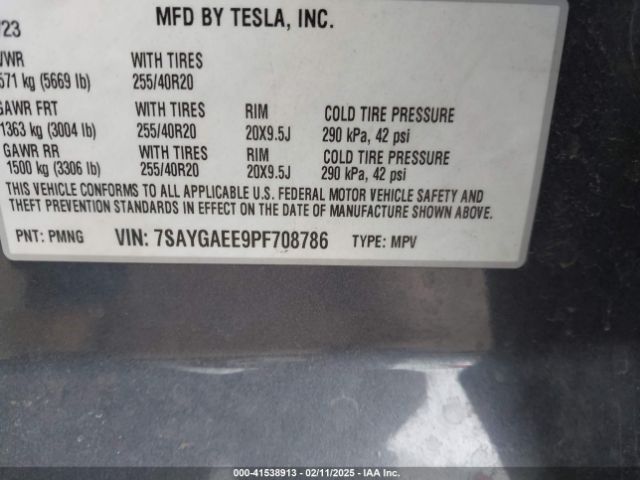 /23
MFD BY TESLA, INC.
VWR WITH TIRES
571 kg (5669 lb) 255/40R20
GAWR FRT WITH TIRES RIM COLD TIRE PRESSURE
1363 kg (3004 lb) 255/40R20 20X9.5J 290 kPa, 42 psi
GAWR RR WITH TIRES RIM COLD TIRE PRESSURE
1500 kg (3306 lb) 255/40R20 20X9.5J 290 kPa, 42 psi
THIS VEHICLE CONFORMS TO ALL APPLICABLE U.S. FEDERAL MOTOR VEHICLE SAFETY AND
THEFT PREVENTION STANDARDS IN EFFECT ON THE DATE OF MANUFACTURE SHOWN ABOVE.
PNT: PMNG VIN: 7SAYGAEE9PF708786 TYPE: MPV
000-41538913 - 02/11/2025 - IAA Inc.